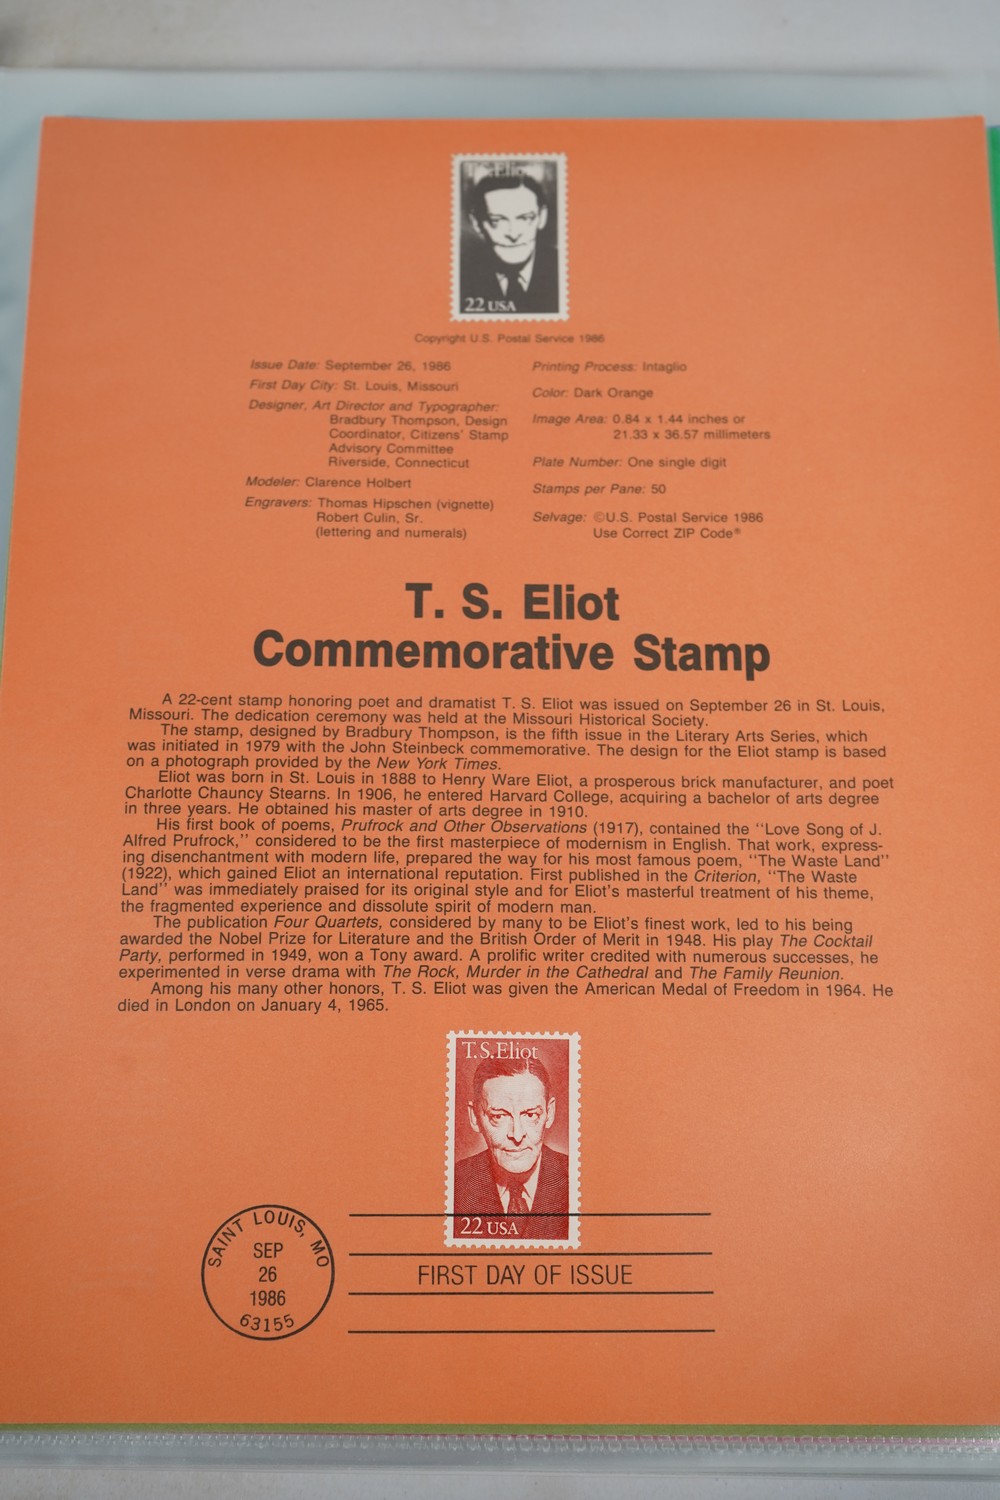 T.S.Eliot
22 USA
Copyright U.S. Postal Service 1986
Issue Date: September 26, 1986
First Day City: St. Louis, Missouri
Designer, Art Director and Typographer:
Bradbury Thompson, Design
Coordinator, Citizens' Stamp
Advisory Committee
Riverside, Connecticut
Modeler: Clarence Holbert
Engravers: Thomas Hipschen (vignette)
Robert Culin, Sr.
(lettering and numerals)
Printing Process: Intaglio
Color: Dark Orange
Image Area: 0.84 x 1.44 inches or
21.33 x 36.57 millimeters
Plate Number: One single digit
Stamps per Pane: 50
Selvage: ©U.S. Postal Service 1986
Use Correct ZIP Code®
T. S. Eliot
Commemorative Stamp
A 22-cent stamp honoring poet and dramatist T. S. Eliot was issued on September 26 in St. Louis,
Missouri. The dedication ceremony was held at the Missouri Historical Society.
The stamp, designed by Bradbury Thompson, is the fifth issue in the Literary Arts Series, which
was initiated in 1979 with the John Steinbeck commemorative. The design for the Eliot stamp is based
on a photograph provided by the New York Times.
Eliot was born in St. Louis in 1888 to Henry Ware Eliot, a prosperous brick manufacturer, and poet
Charlotte Chauncy Stearns. In 1906, he entered Harvard College, acquiring a bachelor of arts degree
in three years. He obtained his master of arts degree in 1910.
His first book of poems, Prufrock and Other Observations (1917), contained the "Love Song of J.
Alfred Prufrock," considered to be the first masterpiece of modernism in English. That work, express-
ing disenchantment with modern life, prepared the way for his most famous poem, "The Waste Land"
(1922), which gained Eliot an international reputation. First published in the Criterion, "The Waste
Land" was immediately praised for its original style and for Eliot's masterful treatment of his theme,
the fragmented experience and dissolute spirit of modern man.
The publication Four Quartets, considered by many to be Eliot's finest work, led to his being
awarded the Nobel Prize for Literature and the British Order of Merit in 1948. His play The Cocktail
Party, performed in 1949, won a Tony award. A prolific writer credited with numerous successes, he
experimented in verse drama with The Rock, Murder in the Cathedral and The Family Reunion.
Among his many other honors, T. S. Eliot was given the American Medal of Freedom in 1964. He
died in London on January 4, 1965.
T.S.Eliot
22 USA
SAINT LOUIS, MO
SEP
26
1986
63155
FIRST DAY OF ISSUE